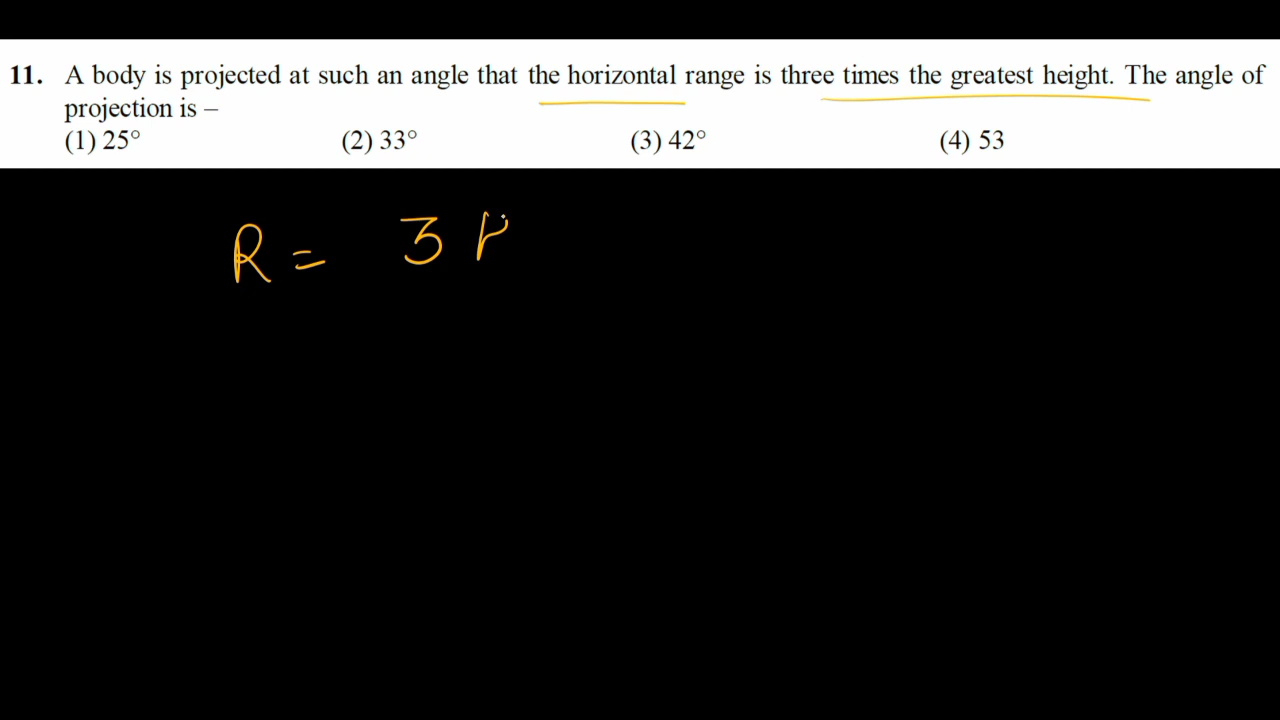 11. A body is projected at such an angle that the horizontal range is three times the greatest height. The angle of
projection is –
(1) 25° (2) 33° (3) 42° (4) 53
R = 3